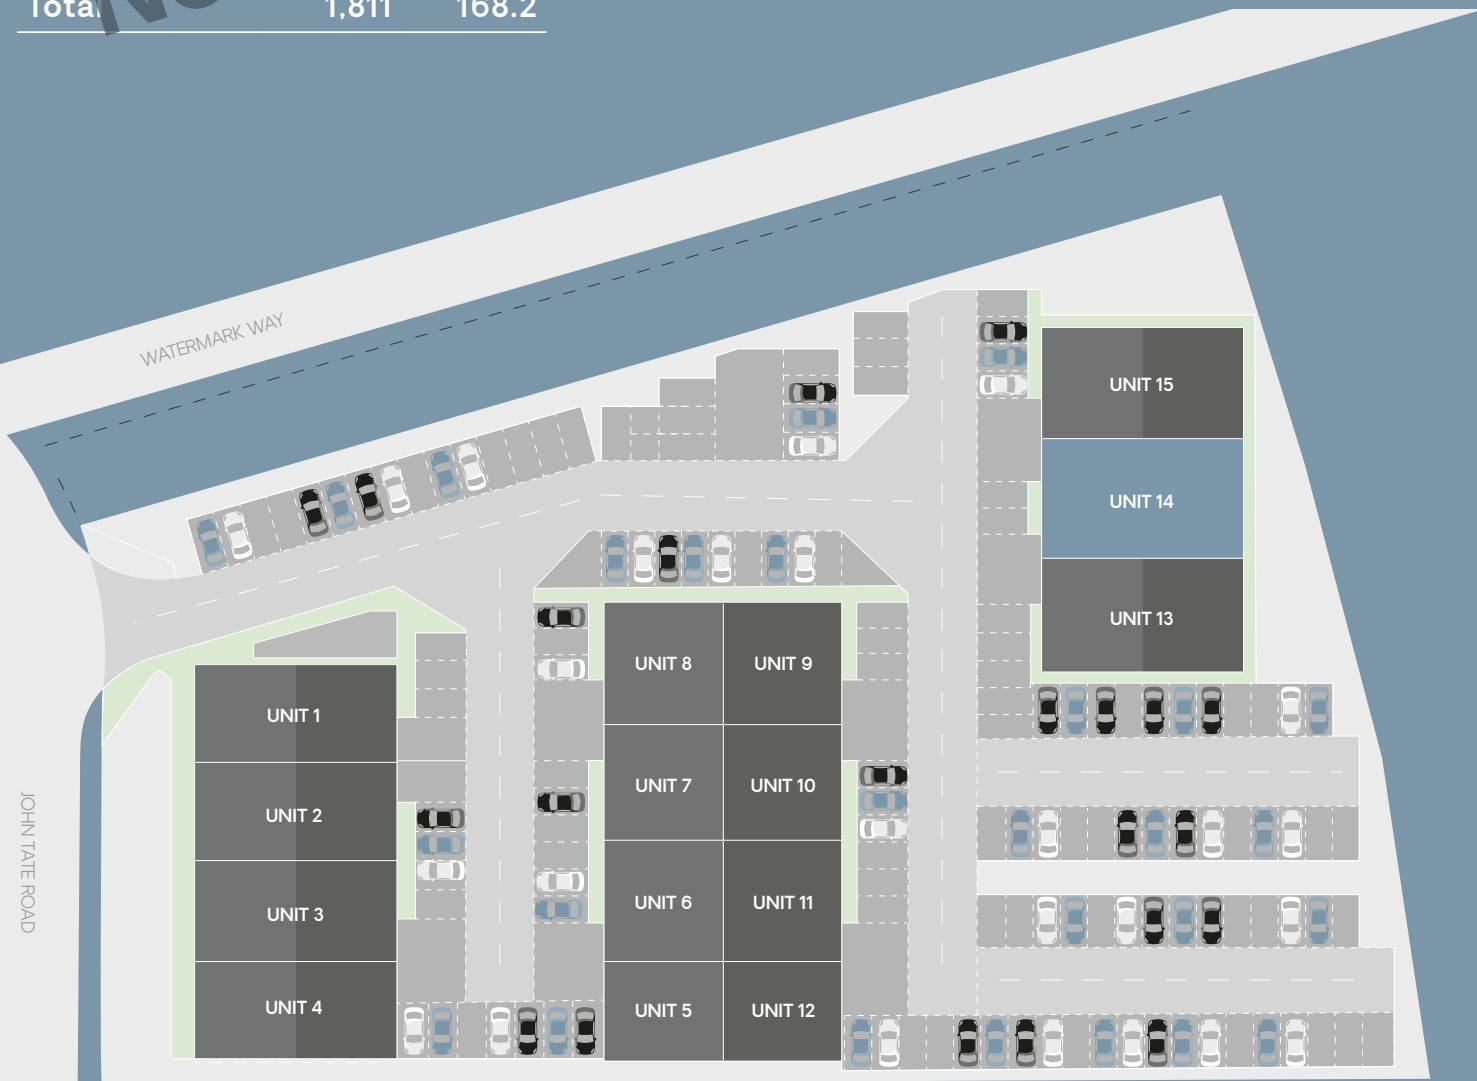 Total 1,811 168.2
WATERMARK WAY
UNIT 15
UNIT 14
UNIT 13
UNIT 8 UNIT 9
UNIT 1
UNIT 7 UNIT 10
UNIT 2
UNIT 6 UNIT 11
UNIT 3
UNIT 4
UNIT 5 UNIT 12
JOHN TATE ROAD